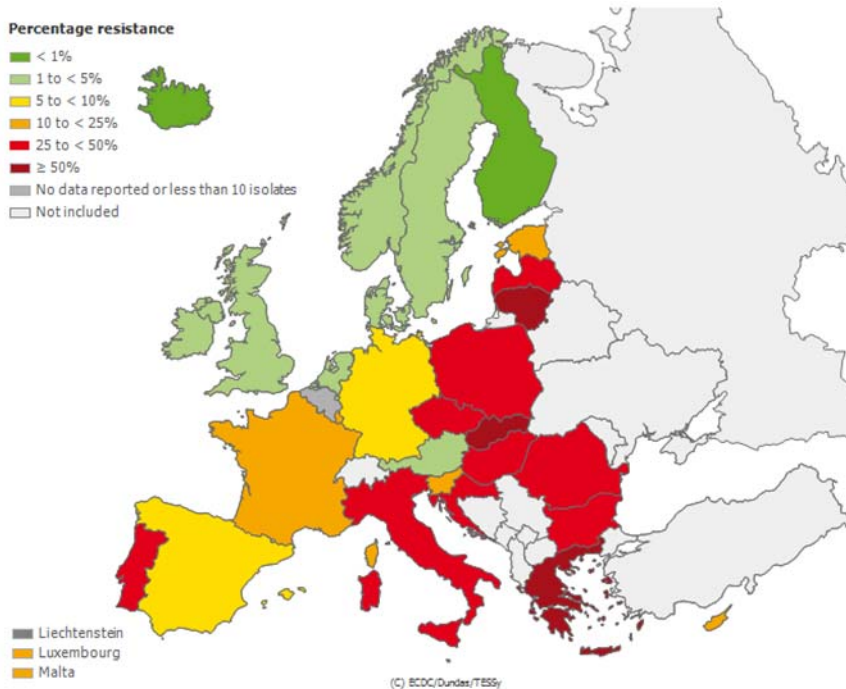 Percentage resistance
< 1%
1 to < 5%
5 to < 10%
10 to < 25%
25 to < 50%
≥ 50%
No data reported or less than 10 isolates
Not included
Liechtenstein
Luxembourg
Malta
(C) ECDC/Dundas/TESSy